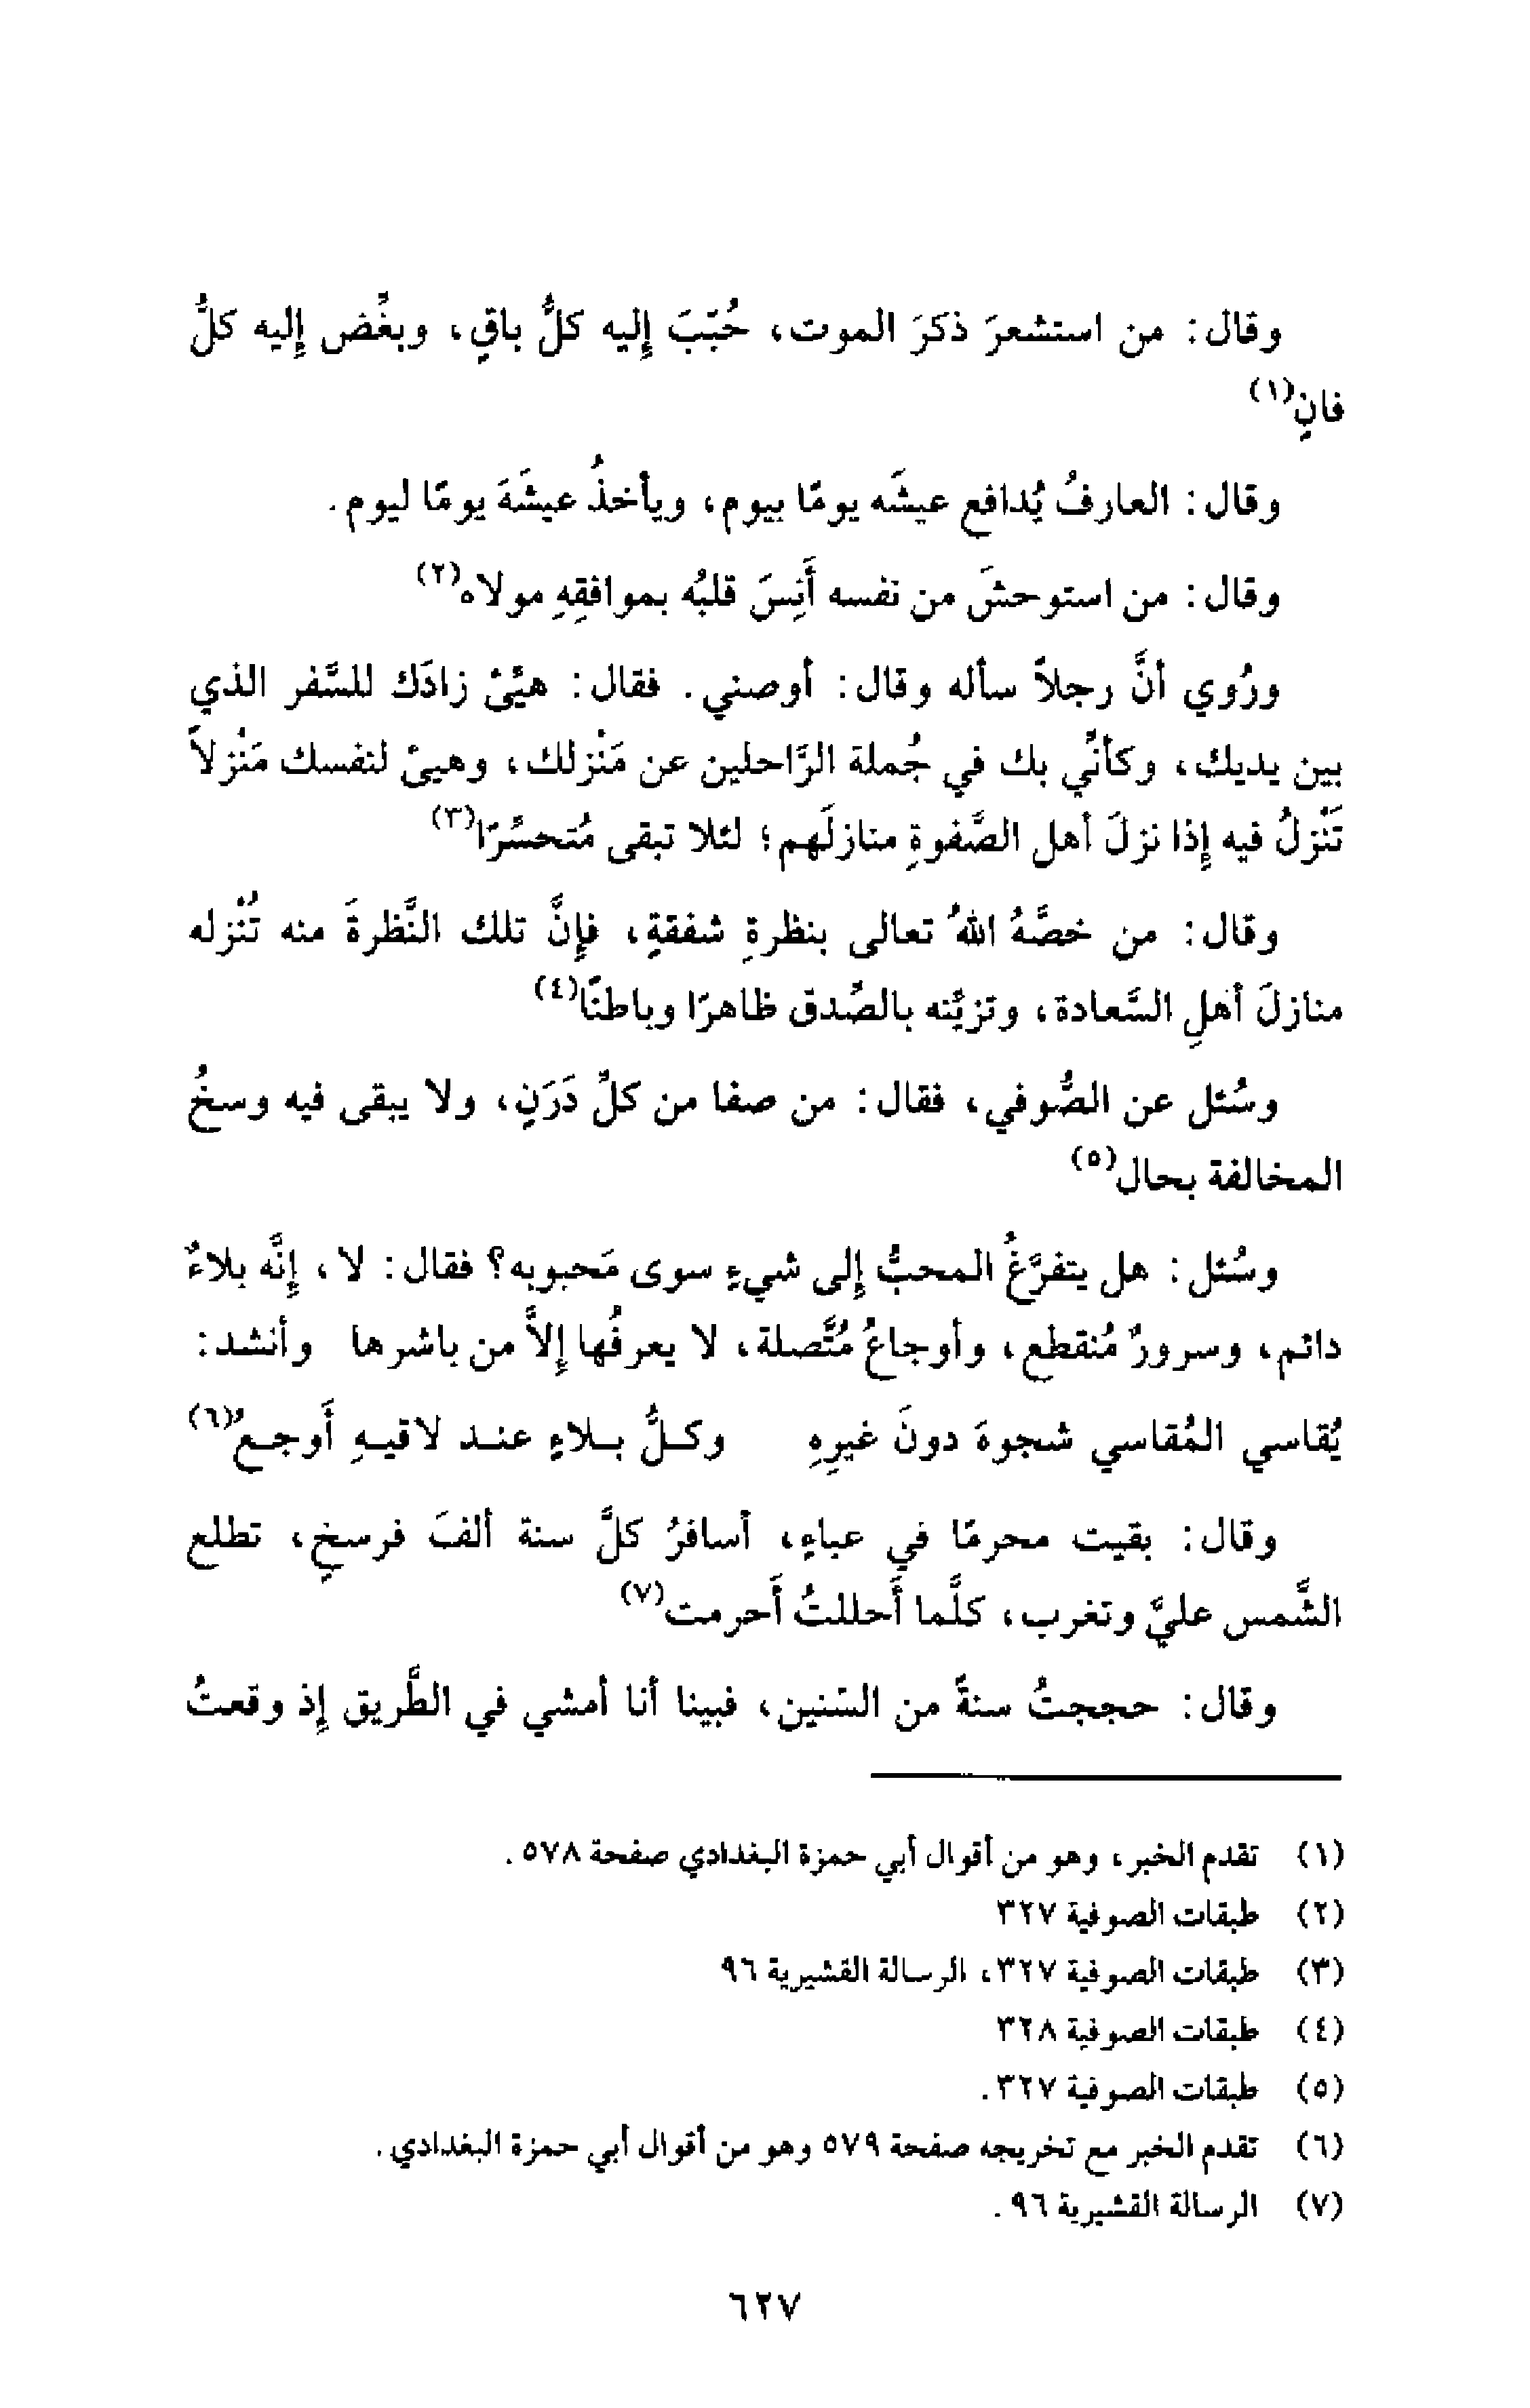 وقال: من استشعرَ ذكرَ الموت، حُبّبَ إليه كلُّ باقٍ، وبغِّض إليه كلُّ
فانٍ(١)
وقال: العارفُ يُدافع عيشَه يومًا بيوم، ويأخذُ عيشَهَ يومًا ليوم.
وقال: من استوحشَ من نفسه أَنِسَ قلبُه بموافقِهِ مولاه(٢)
ورُوي أنَّ رجلاً سأله وقال: أوصني. فقال: هيّئْ زادَك للسَّفر الذي
بين يديك، وكأنِّي بك في جُملة الرَّاحلين عن مَنْزلك، وهيئْ لنفسك مَنْزلاً
تَنْزلُ فيه إذا نزلَ أهل الصَّفوةِ منازلَهم؛ لئلا تبقى مُتحسِّرًا(٣)
وقال: من خصَّهُ اللهُ تعالى بنظرةِ شفقةٍ، فإنَّ تلك النَّظرةَ منه تُنْزله
منازلَ أهلِ السَّعادة، وتزيِّنه بالصِّدق ظاهرًا وباطنًا(٤)
وسُئل عن الصُّوفي، فقال: من صفا من كلِّ دَرَنٍ، ولا يبقى فيه وسخُ
المخالفة بحال(٥)
وسُئل: هل يتفرَّغُ المحبُّ إلى شيءٍ سوى مَحبوبه؟ فقال: لا، إنَّه بلاءٌ
دائم، وسرورٌ مُنقطع، وأوجاعُ مُتَّصلة، لا يعرفُها إلاَّ من باشرها وأنشد:
يُقاسي المُقاسي شجوهَ دونَ غيرِهِ وكلُّ بلاءٍ عند لاقيهِ أَوجعُ(٦)
وقال: بقيت محرمًا في عباءٍ، أسافرُ كلَّ سنة ألفَ فرسخٍ، تطلع
الشَّمس عليَّ وتغرب، كلَّما أَحللتُ أَحرمت(٧)
وقال: حججتُ سنةً من السّنين، فبينا أنا أمشي في الطَّريق إذ وقعتُ
(١) تقدم الخبر، وهو من أقوال أبي حمزة البغدادي صفحة ٥٧٨.
(٢) طبقات الصوفية ٣٢٧
(٣) طبقات الصوفية ٣٢٧، الرسالة القشيرية ٩٦
(٤) طبقات الصوفية ٣٢٨
(٥) طبقات الصوفية ٣٢٧.
(٦) تقدم الخبر مع تخريجه صفحة ٥٧٩ وهو من أقوال أبي حمزة البغدادي.
(٧) الرسالة القشيرية ٩٦.
٦٢٧